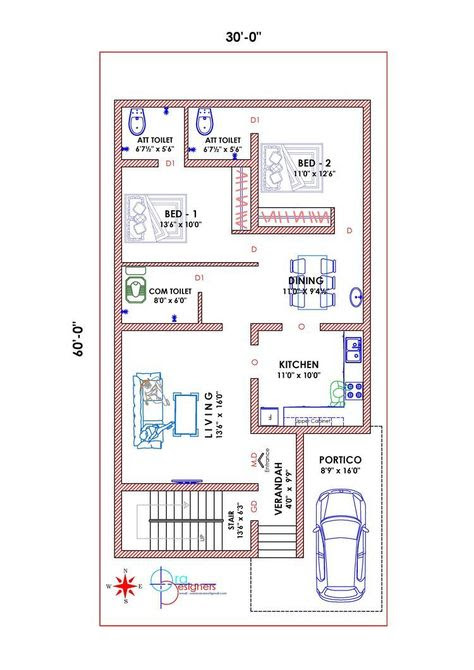 30'-0"
60'-0"
ATT TOILET
6'7½" x 5'6"
ATT TOILET
6'7½" x 5'6"
D1
D1
BED - 2
11'0" x 12'6"
BED - 1
13'6" x 10'0"
D
D
D1
COM TOILET
8'0" x 6'0"
DINING
11'0" x 9'4½"
O
O
KITCHEN
11'0" x 10'0"
LIVING
13'6" x 16'0"
Upper Cabinet
M.D
Entrance
VERANDAH
4'0" x 9'9"
PORTICO
8'9" x 16'0"
STAIR
13'6" x 6'3"
GD
UP
N
W
E
S
Designers